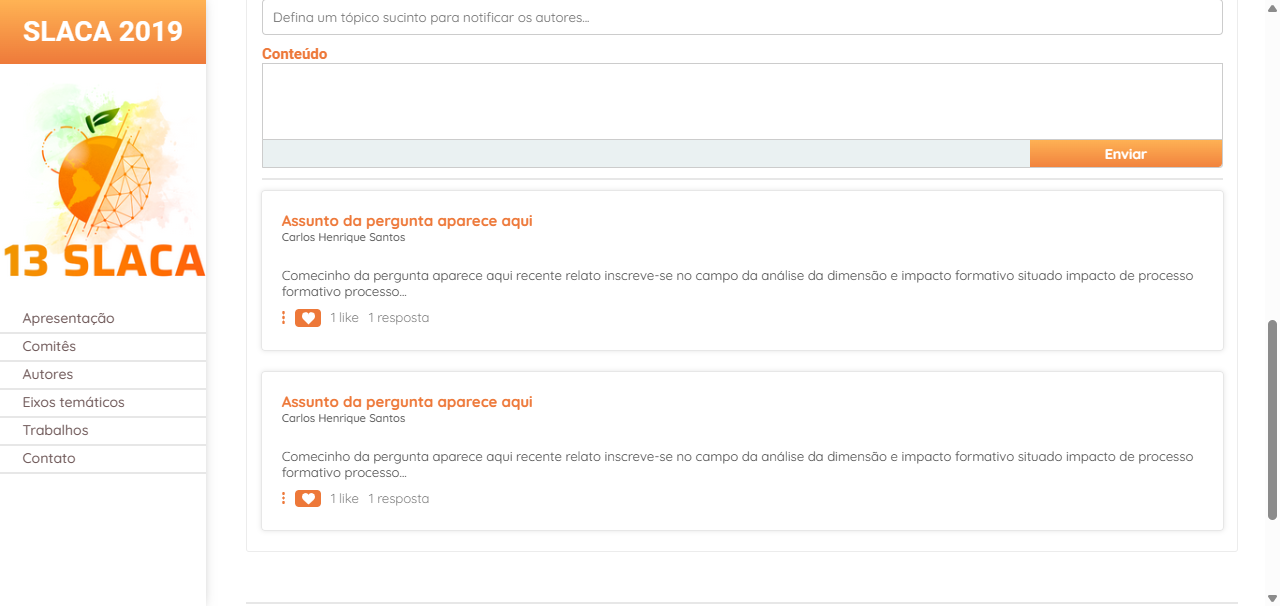 SLACA 2019
13 SLACA
Apresentação
Comitês
Autores
Eixos temáticos
Trabalhos
Contato
Defina um tópico sucinto para notificar os autores...
Conteúdo
Enviar
Assunto da pergunta aparece aqui
Carlos Henrique Santos
Comecinho da pergunta aparece aqui recente relato inscreve-se no campo da análise da dimensão e impacto formativo situado impacto de processo
formativo processo...
1 like 1 resposta
Assunto da pergunta aparece aqui
Carlos Henrique Santos
Comecinho da pergunta aparece aqui recente relato inscreve-se no campo da análise da dimensão e impacto formativo situado impacto de processo
formativo processo...
1 like 1 resposta